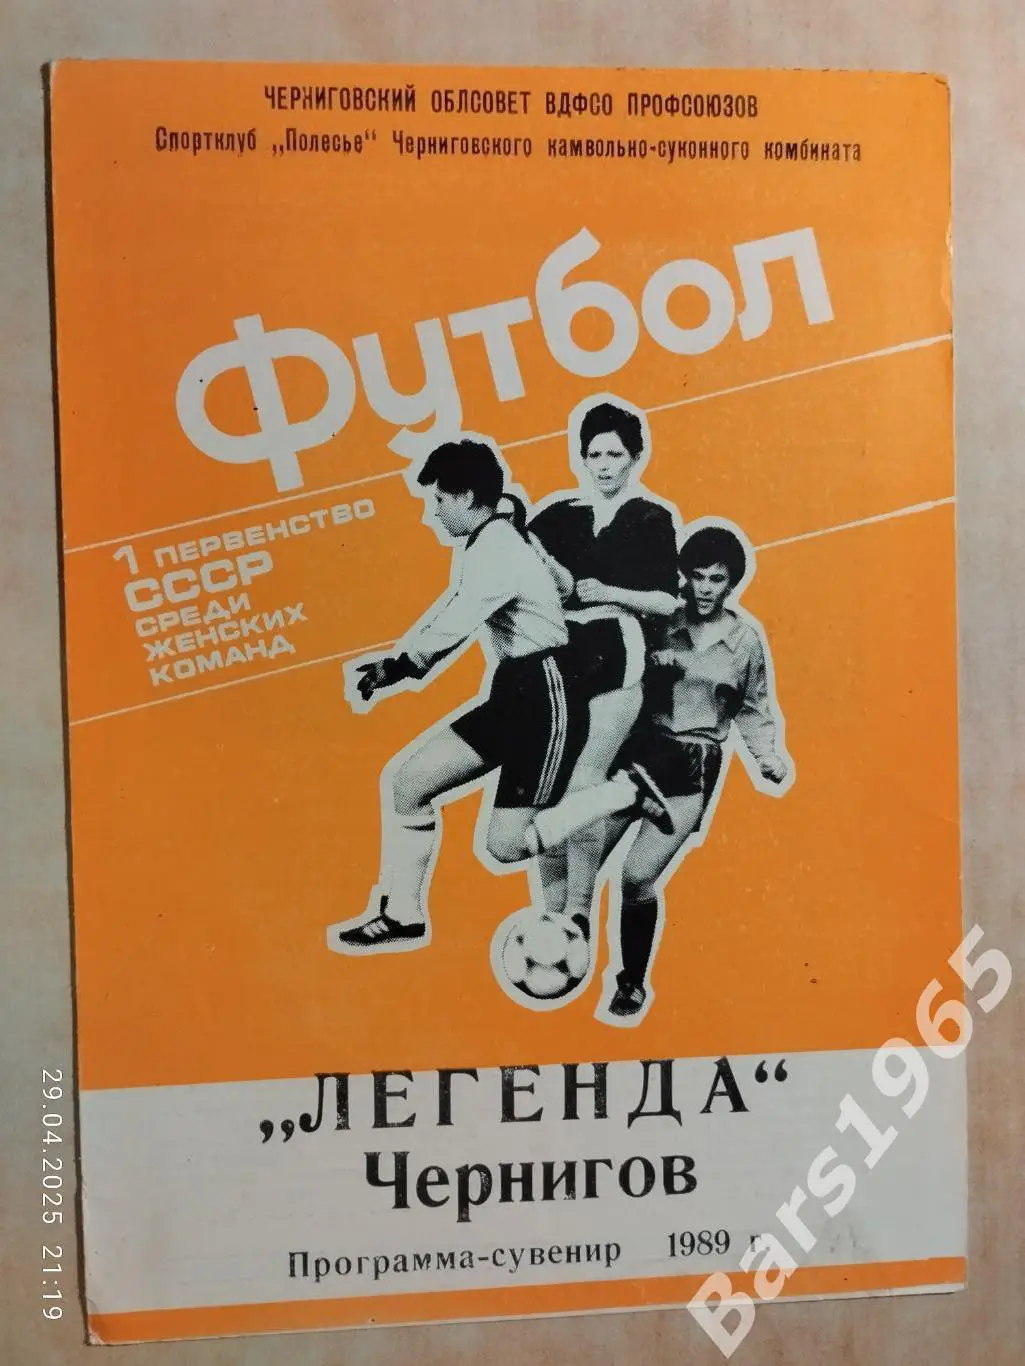 ЧЕРНИГОВСКИЙ ОБЛСОВЕТ ВДФСО ПРОФСОЮЗОВ
Спортклуб „Полесье“ Черниговского камвольно-суконного комбината
Футбол
1 ПЕРВЕНСТВО
СССР
СРЕДИ
ЖЕНСКИХ
КОМАНД
„ЛЕГЕНДА“
Чернигов
Программа-сувенир 1989 г.
29.04.2025 21:19
Bars1965